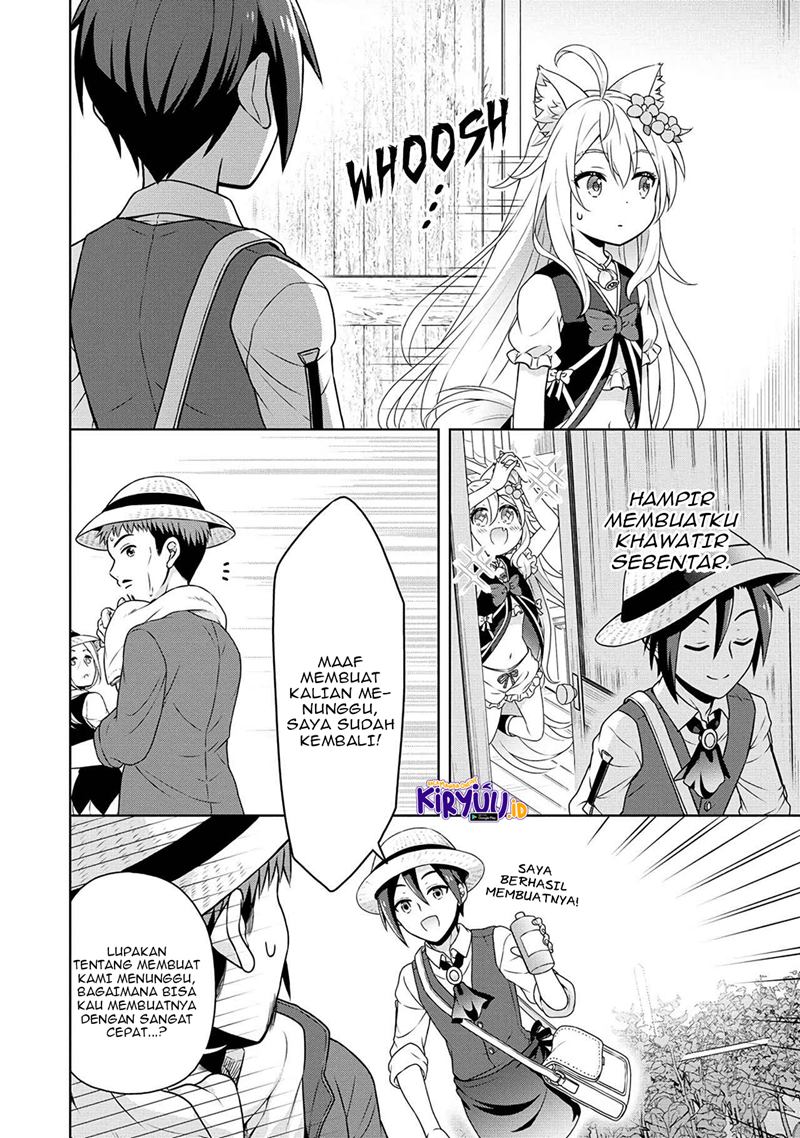 WHOOSH
...
HAMPIR
MEMBUATKU
KHAWATIR
SEBENTAR.
MAAF
MEMBUAT
KALIAN ME-
NUNGGU,
SAYA SUDAH
KEMBALI!
KIRYUU.ID
SAYA
BERHASIL
MEMBUATNYA!
LUPAKAN
TENTANG MEMBUAT
KAMI MENUNGGU,
BAGAIMANA BISA
KAU MEMBUATNYA
DENGAN SANGAT
CEPAT...?